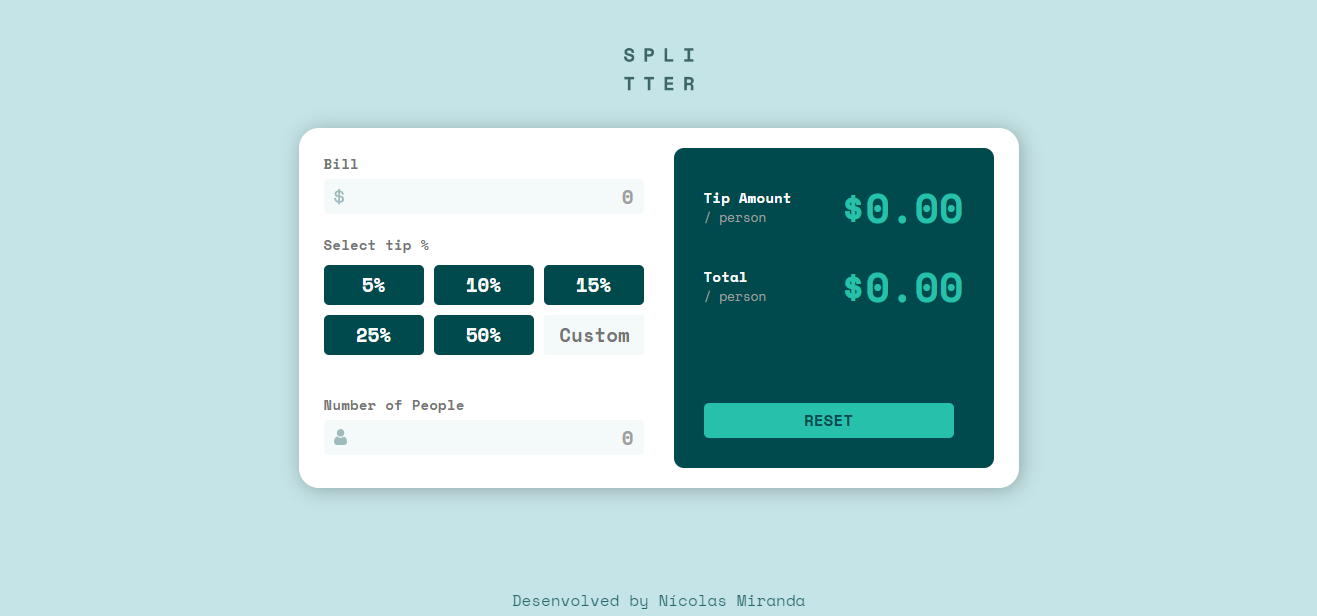 SPLI
TTER
Bill
$ 0
Select tip %
5% 10% 15%
25% 50% Custom
Number of People
0
Tip Amount
/ person
$0.00
Total
/ person
$0.00
RESET
Desenvolved by Nícolas Miranda